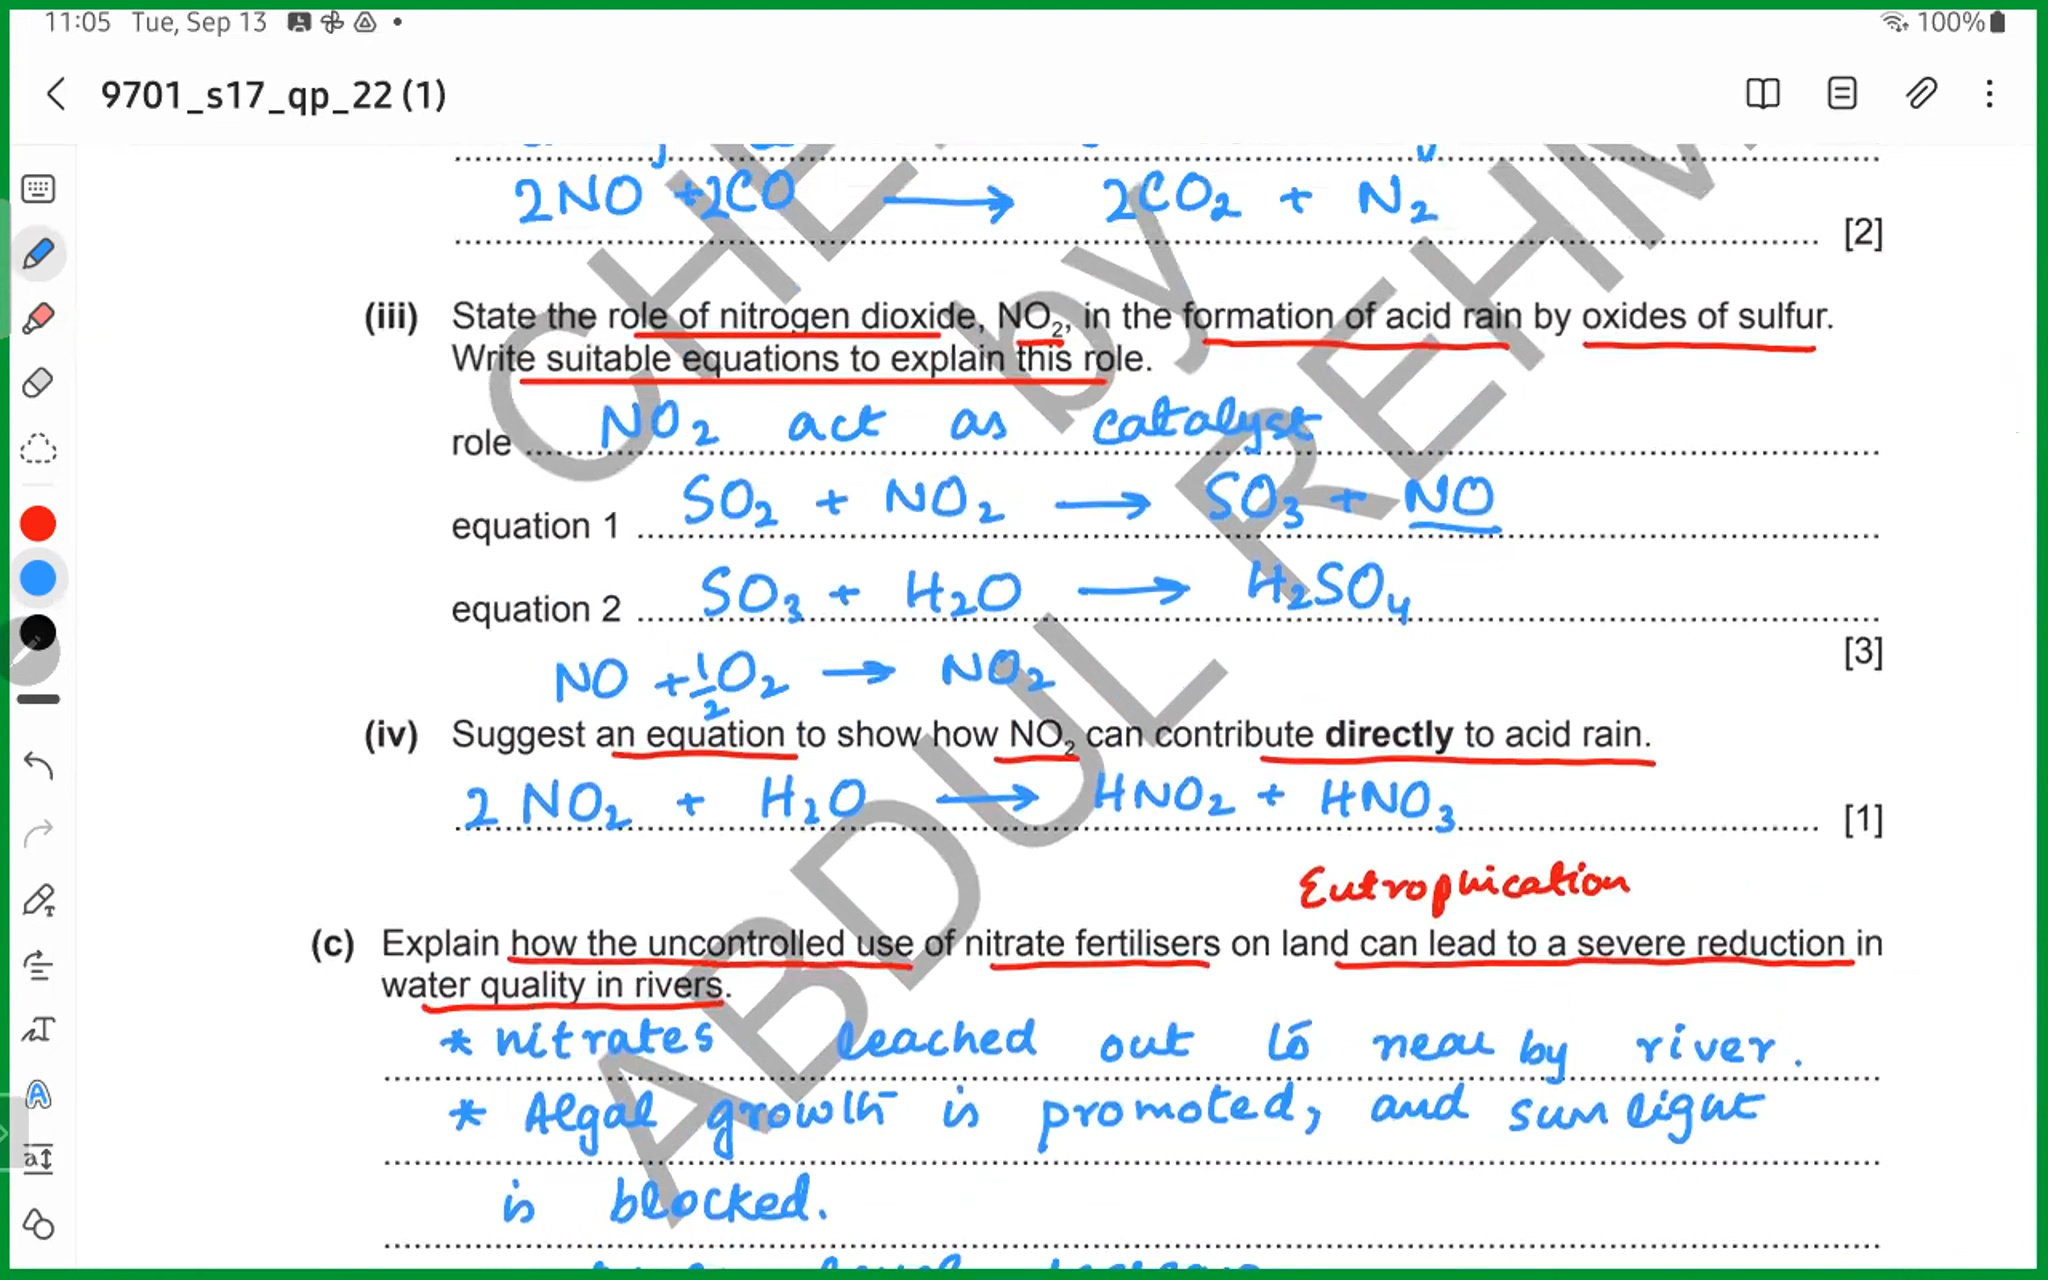 11:05 Tue, Sep 13
100%
9701_s17_qp_22 (1)
2NO + 2CO → 2CO₂ + N₂
[2]
(iii) State the role of nitrogen dioxide, NO₂, in the formation of acid rain by oxides of sulfur.
Write suitable equations to explain this role.
role NO₂ act as catalyst
equation 1 SO₂ + NO₂ → SO₃ + NO
equation 2 SO₃ + H₂O → H₂SO₄
[3]
NO + ½O₂ → NO₂
(iv) Suggest an equation to show how NO₂ can contribute directly to acid rain.
2 NO₂ + H₂O → HNO₂ + HNO₃ [1]
Eutrophication
(c) Explain how the uncontrolled use of nitrate fertilisers on land can lead to a severe reduction in
water quality in rivers.
* nitrates leached out to near by river.
* Algal growth is promoted, and sun light
is blocked.
CHE
by
ABDUL REHM